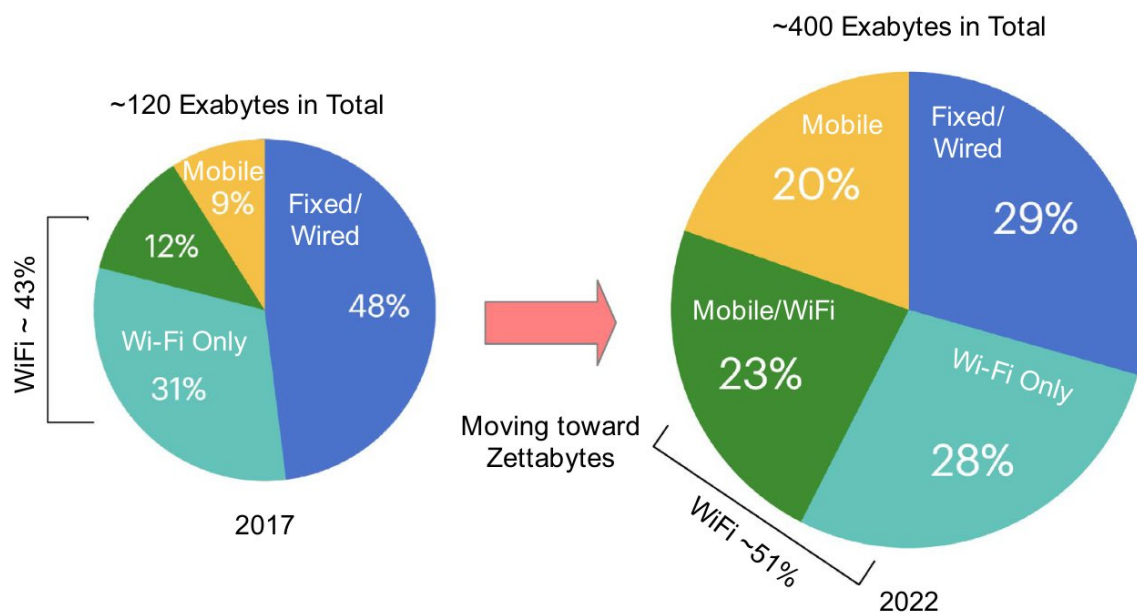 ~120 Exabytes in Total
Mobile
9%
Fixed/
Wired
12%
48%
Wi-Fi Only
31%
WiFi ~ 43%
2017
Moving toward
Zettabytes
~400 Exabytes in Total
Mobile
20%
Fixed/
Wired
29%
Mobile/WiFi
23%
Wi-Fi Only
28%
WiFi ~51%
2022